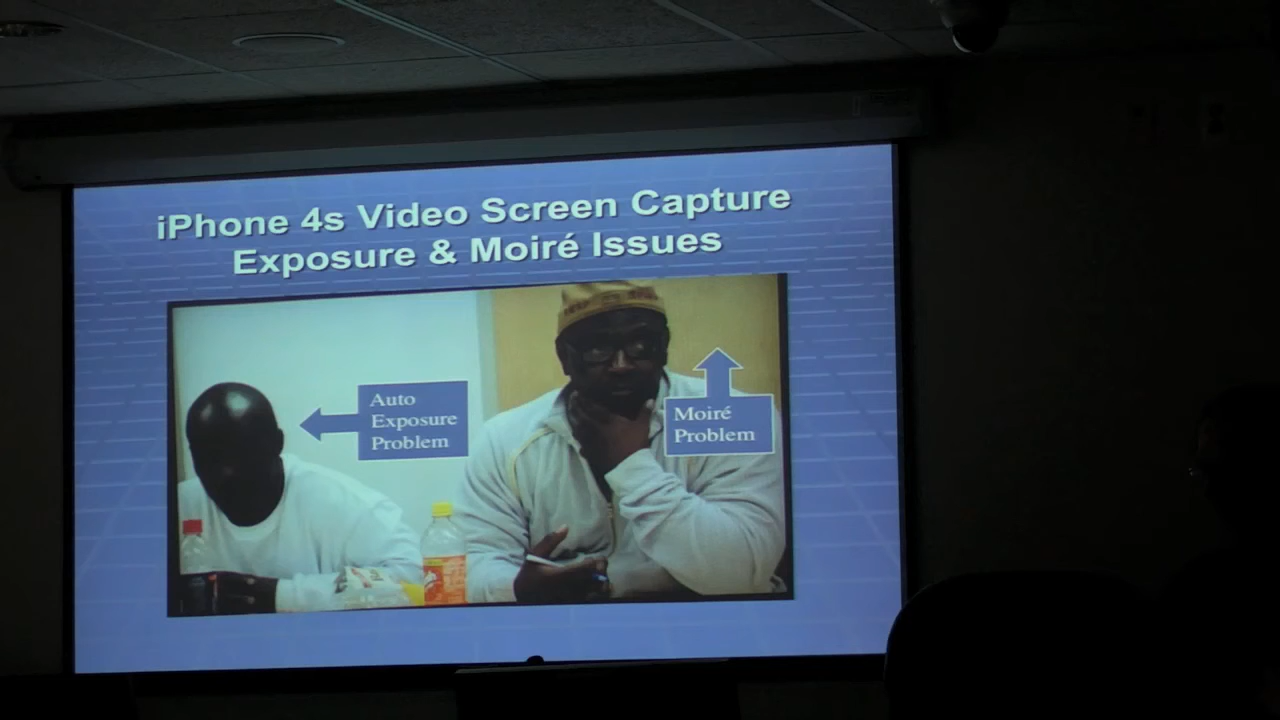 iPhone 4s Video Screen Capture
Exposure & Moiré Issues
Auto
Exposure
Problem
Moiré
Problem